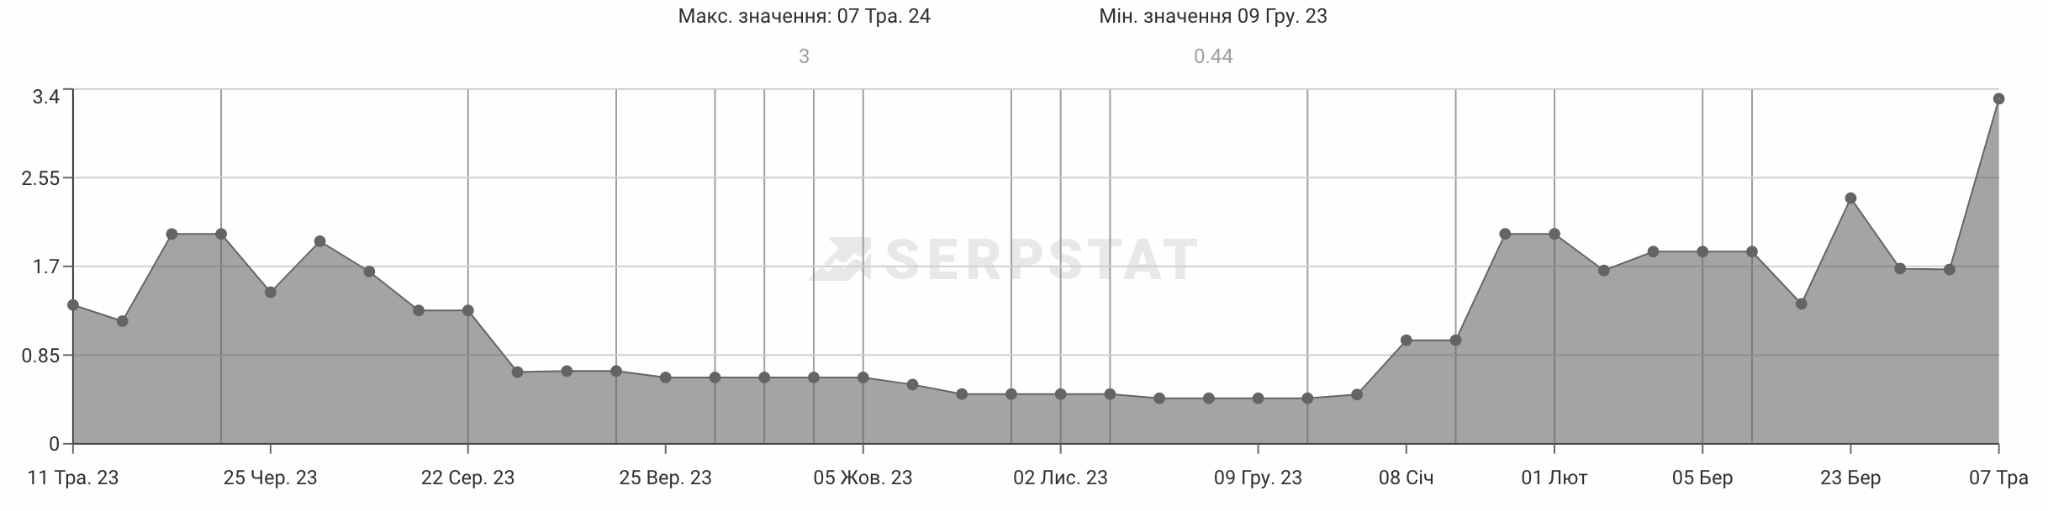 Макс. значення: 07 Тра. 24
Мін. значення 09 Гру. 23
3
0.44
3.4
2.55
1.7
0.85
0
SERPSTAT
11 Тра. 23
25 Чер. 23
22 Сер. 23
25 Вер. 23
05 Жов. 23
02 Лис. 23
09 Гру. 23
08 Січ
01 Лют
05 Бер
23 Бер
07 Тра